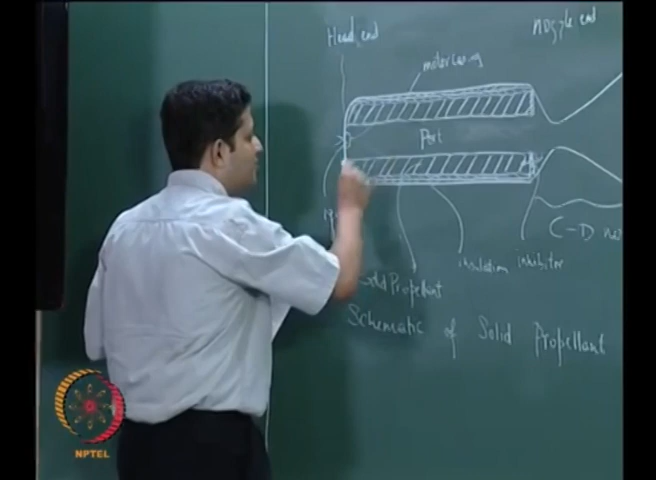 Head end
Nozzle end
motor casing
Port
C-D
insulation inhibitor
Solid Propellant
Schematic of Solid Propellant
NPTEL